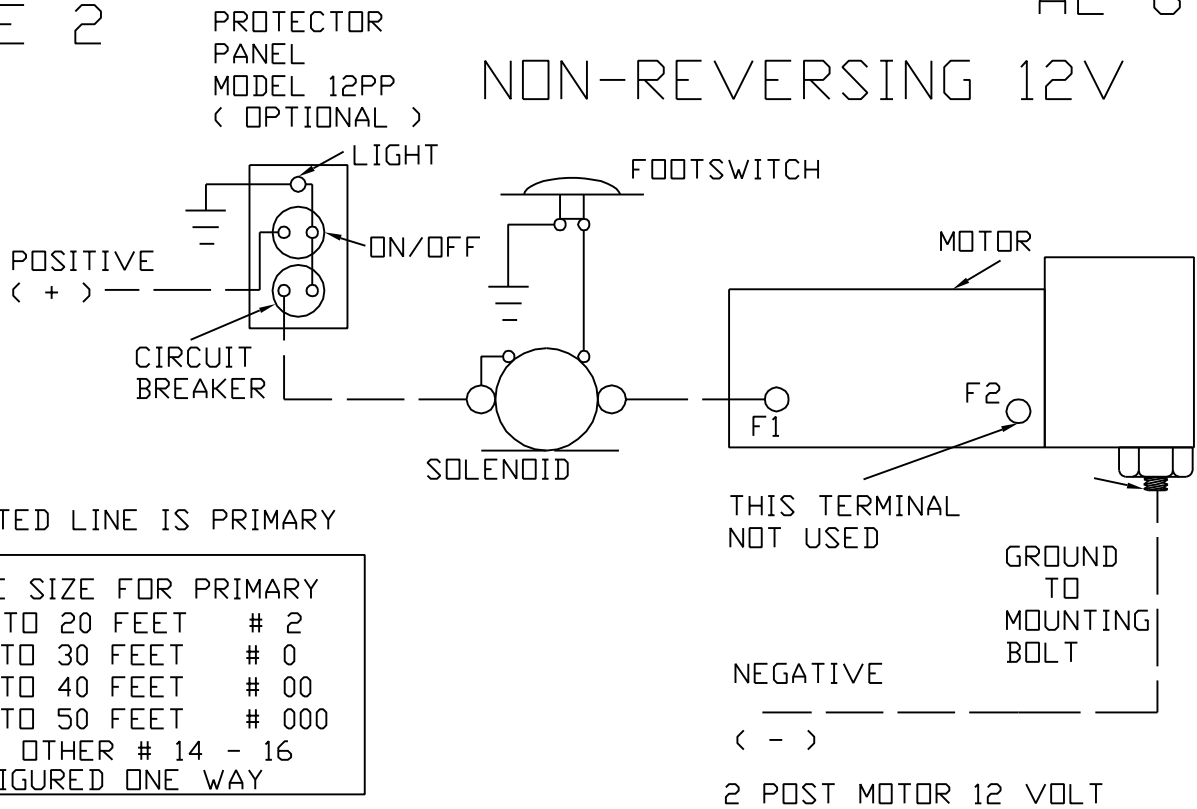 E 2
PROTECTOR
PANEL
MODEL 12PP
( OPTIONAL )
NON-REVERSING 12V
LIGHT
FOOTSWITCH
ON/OFF
MOTOR
POSITIVE
( + )
CIRCUIT
BREAKER
F1
F2
SOLENOID
THIS TERMINAL
NOT USED
TED LINE IS PRIMARY
GROUND
TO
MOUNTING
BOLT
E SIZE FOR PRIMARY
TO 20 FEET # 2
TO 30 FEET # 0
TO 40 FEET # 00
TO 50 FEET # 000
OTHER # 14 - 16
IGURED ONE WAY
NEGATIVE
( - )
2 POST MOTOR 12 VOLT